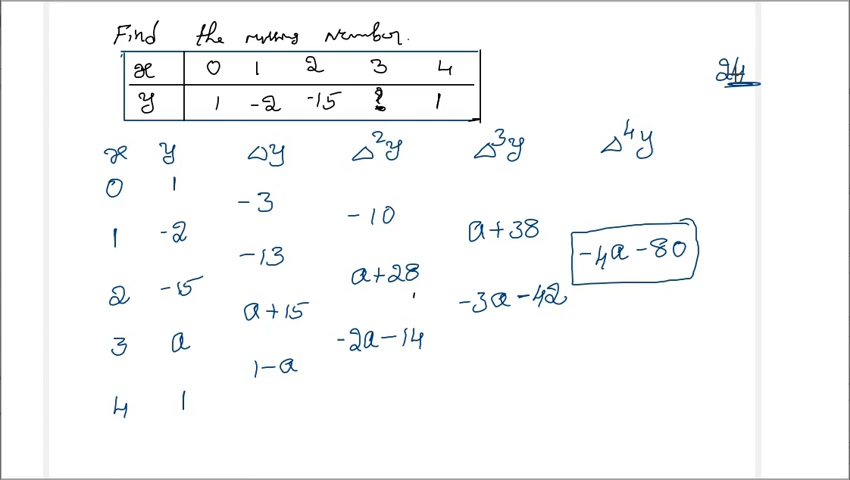 Find the missing Number.
x 0 1 2 3 4
y 1 -2 -15 ? 1
24
x y Δy Δ²y Δ³y Δ⁴y
0 1
-3
-10
1 -2 a+38
-13 -4a-80
a+28
2 -15 -3a-42
a+15
3 a -2a-14
1-a
4 1